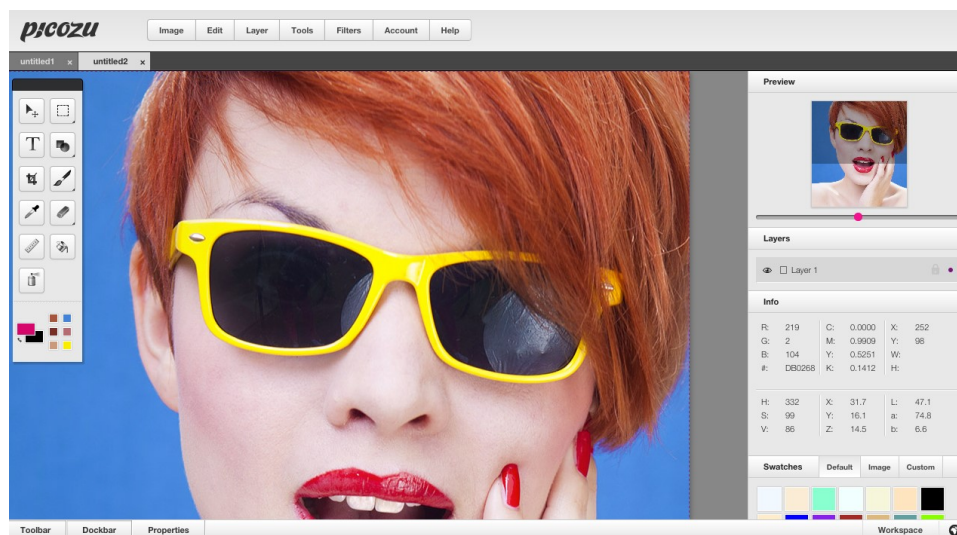 picozu
Image Edit Layer Tools Filters Account Help
untitled1 x untitled2 x
Preview
T
Layers
Layer 1
Info
R: 219 C: 0.0000 X: 252
G: 2 M: 0.9909 Y: 98
B: 104 Y: 0.5251 W:
#: DB0268 K: 0.1412 H:
H: 332 X: 31.7 L: 47.1
S: 99 Y: 16.1 a: 74.8
V: 86 Z: 14.5 b: 6.6
Swatches Default Image Custom
Toolbar Dockbar Properties Workspace